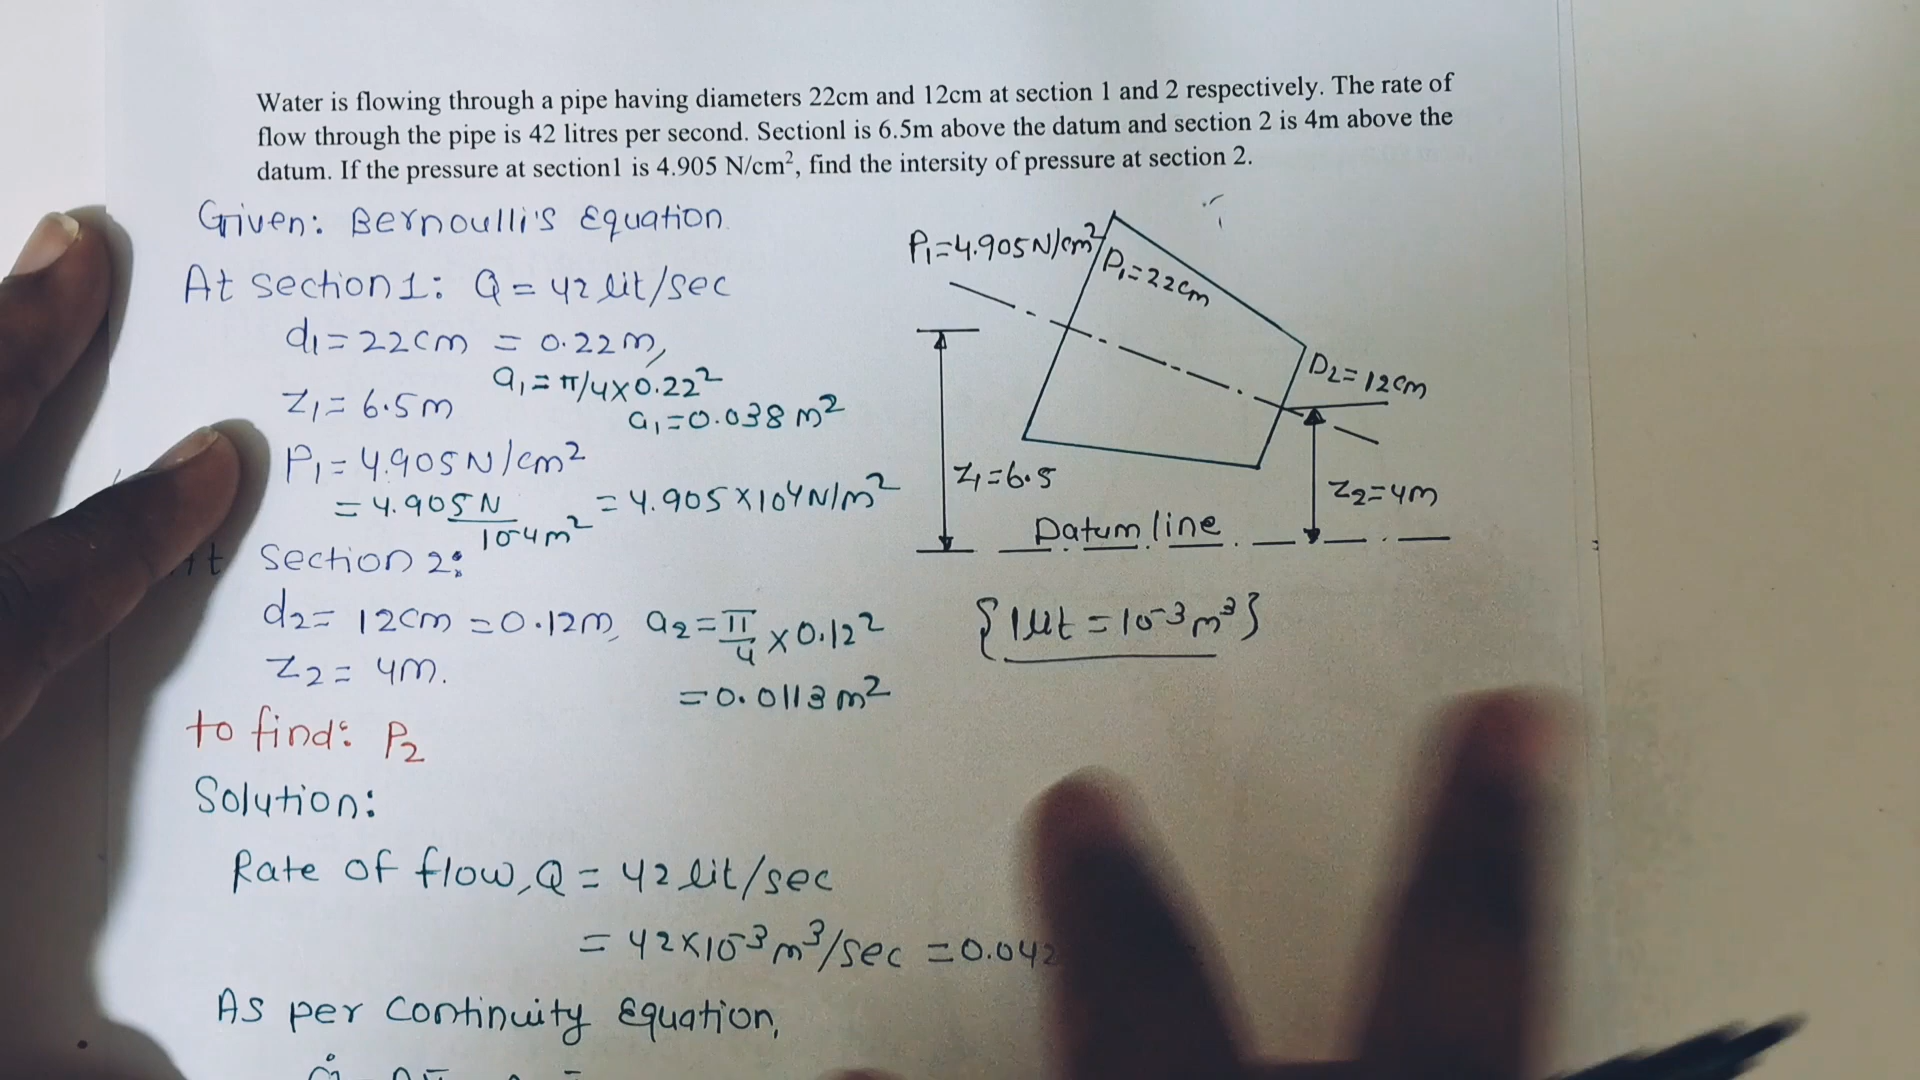 Water is flowing through a pipe having diameters 22cm and 12cm at section 1 and 2 respectively. The rate of
flow through the pipe is 42 litres per second. Section1 is 6.5m above the datum and section 2 is 4m above the
datum. If the pressure at section1 is 4.905 N/cm², find the intersity of pressure at section 2.
Given: Bernoulli's Equation
At section 1: Q = 42 lit/sec
d₁ = 22cm = 0.22m,
a₁ = π/4 × 0.22²
Z₁ = 6.5m
a₁ = 0.038 m²
P₁ = 4.905 N/cm²
= 4.905 N / 10⁻⁴ m² = 4.905 × 10⁴ N/m²
P₁ = 4.905 N/cm²
D₁ = 22cm
D₂ = 12cm
Z₁ = 6.5
Z₂ = 4m
Datum line
section 2:
d₂ = 12cm = 0.12m, a₂ = π/4 × 0.12²
{1 lit = 10⁻³ m³}
Z₂ = 4m.
= 0.0113 m²
to find: P₂
Solution:
Rate of flow, Q = 42 lit/sec
= 42 × 10⁻³ m³/sec = 0.042
As per continuity Equation,